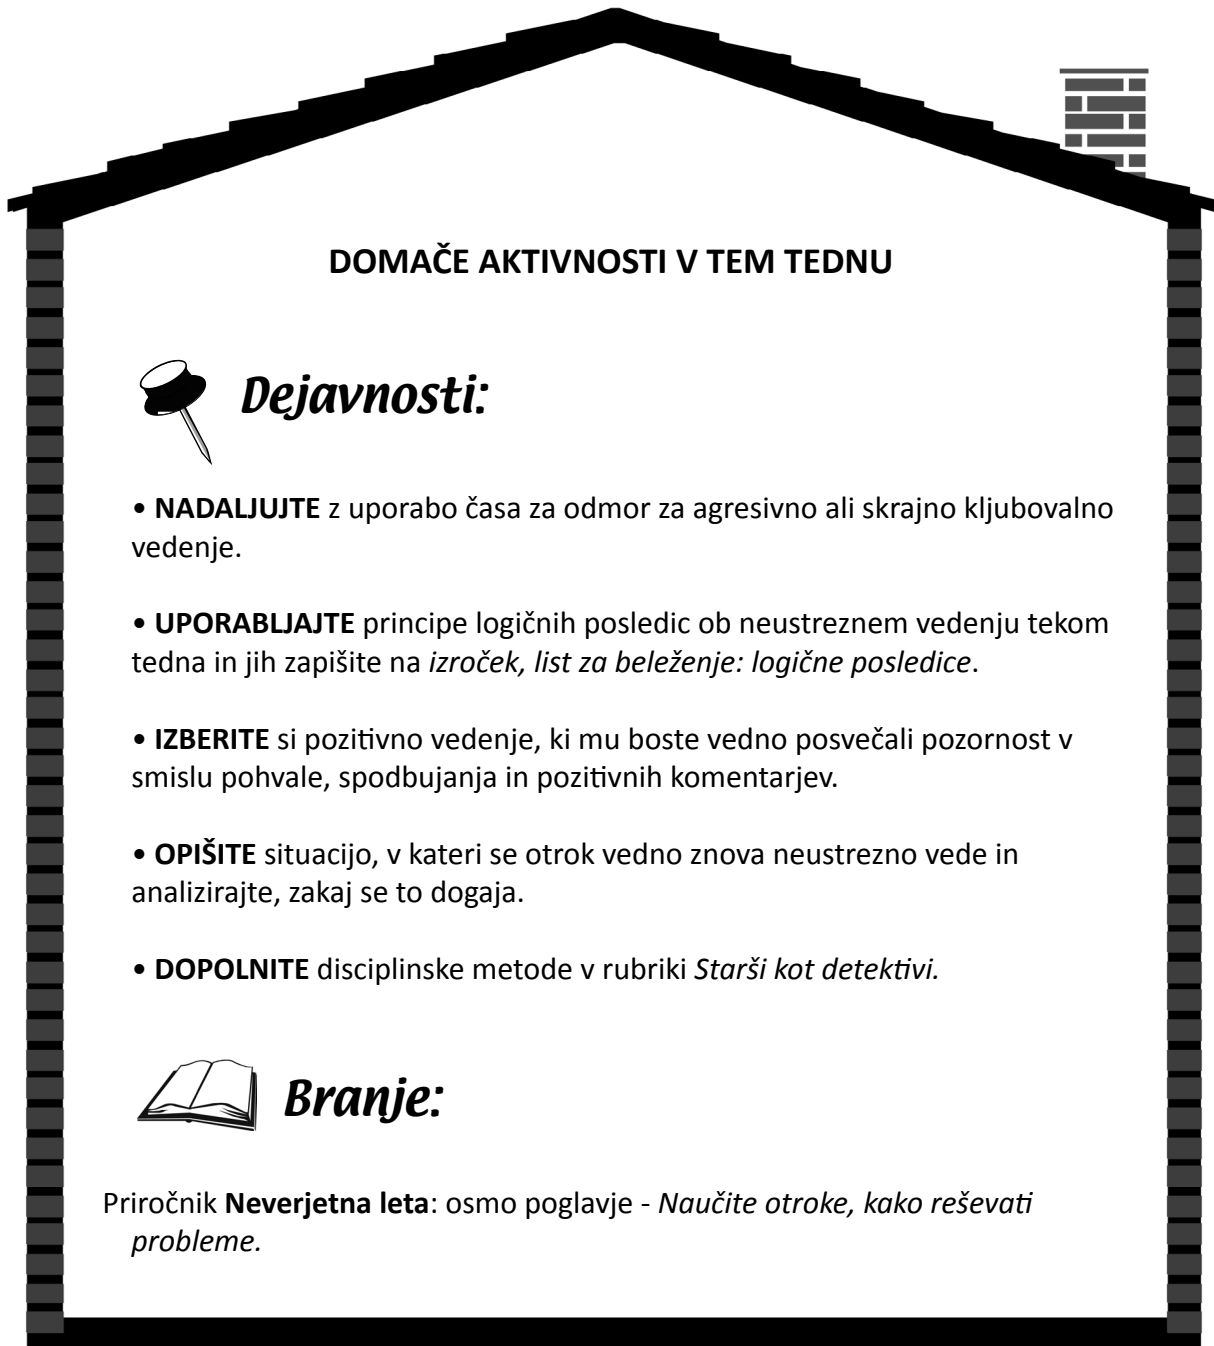 DOMAČE AKTIVNOSTI V TEM TEDNU
Dejavnosti:
• NADALJUJTE z uporabo časa za odmor za agresivno ali skrajno kljubovalno
vedenje.
• UPORABLJAJTE principe logičnih posledic ob neustreznem vedenju tekom
tedna in jih zapišite na izroček, list za beleženje: logične posledice.
• IZBERITE si pozitivno vedenje, ki mu boste vedno posvečali pozornost v
smislu pohvale, spodbujanja in pozitivnih komentarjev.
• OPIŠITE situacijo, v kateri se otrok vedno znova neustrezno vede in
analizirajte, zakaj se to dogaja.
• DOPOLNITE disciplinske metode v rubriki Starši kot detektivi.
Branje:
Priročnik Neverjetna leta: osmo poglavje - Naučite otroke, kako reševati
probleme.